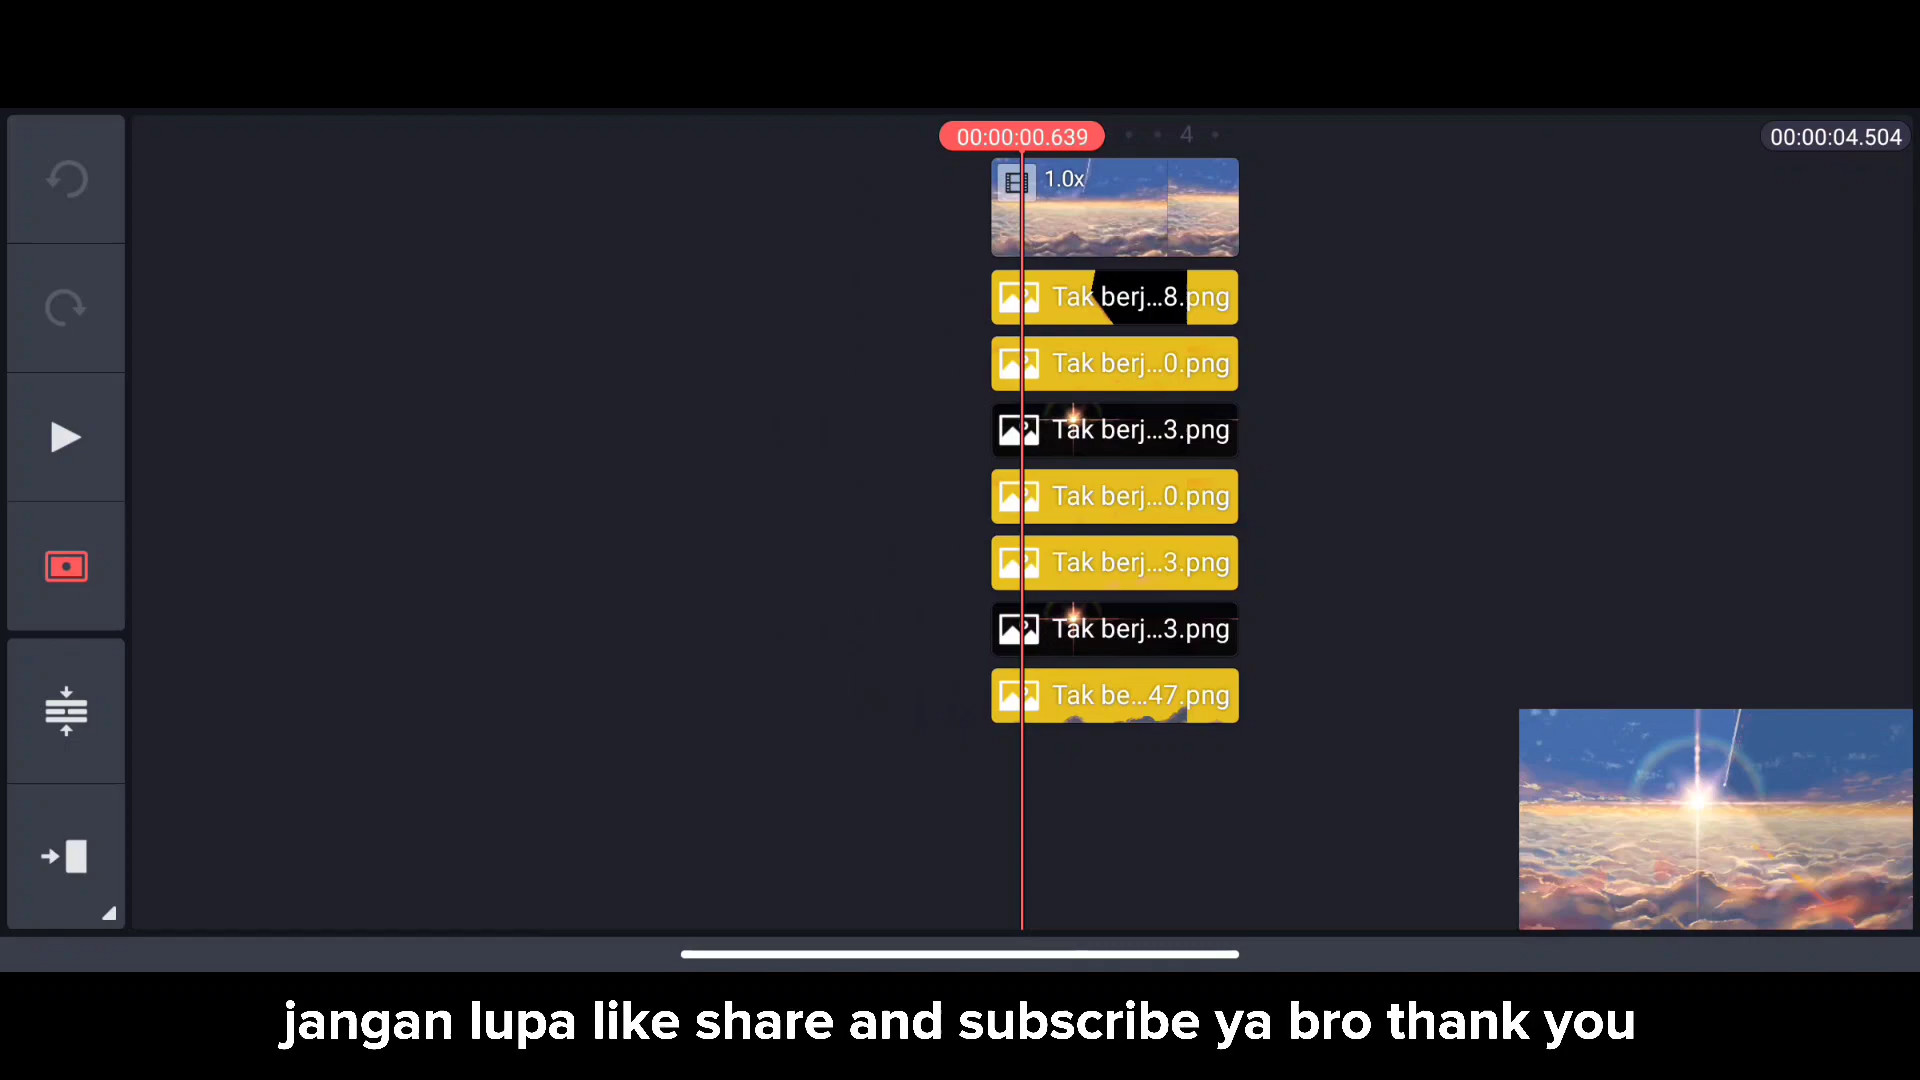 00:00:00.639
4
00:00:04.504
1.0x
Tak berj...8.png
Tak berj...0.png
Tak berj...3.png
Tak berj...0.png
Tak berj...3.png
Tak berj...3.png
Tak be...47.png
jangan lupa like share and subscribe ya bro thank you